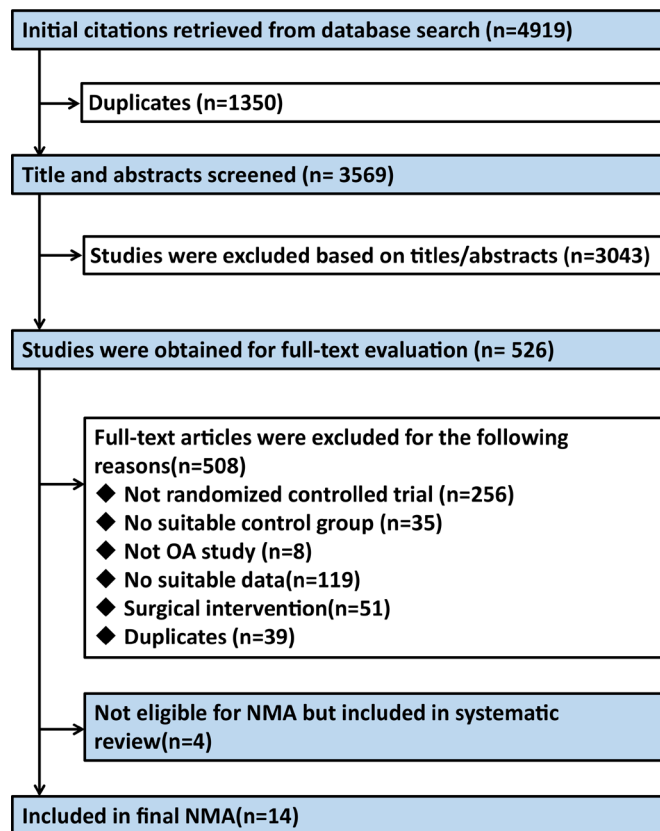 Initial citations retrieved from database search (n=4919)
Duplicates (n=1350)
Title and abstracts screened (n= 3569)
Studies were excluded based on titles/abstracts (n=3043)
Studies were obtained for full-text evaluation (n= 526)
Full-text articles were excluded for the following
reasons(n=508)
◆ Not randomized controlled trial (n=256)
◆ No suitable control group (n=35)
◆ Not OA study (n=8)
◆ No suitable data(n=119)
◆ Surgical intervention(n=51)
◆ Duplicates (n=39)
Not eligible for NMA but included in systematic
review(n=4)
Included in final NMA(n=14)